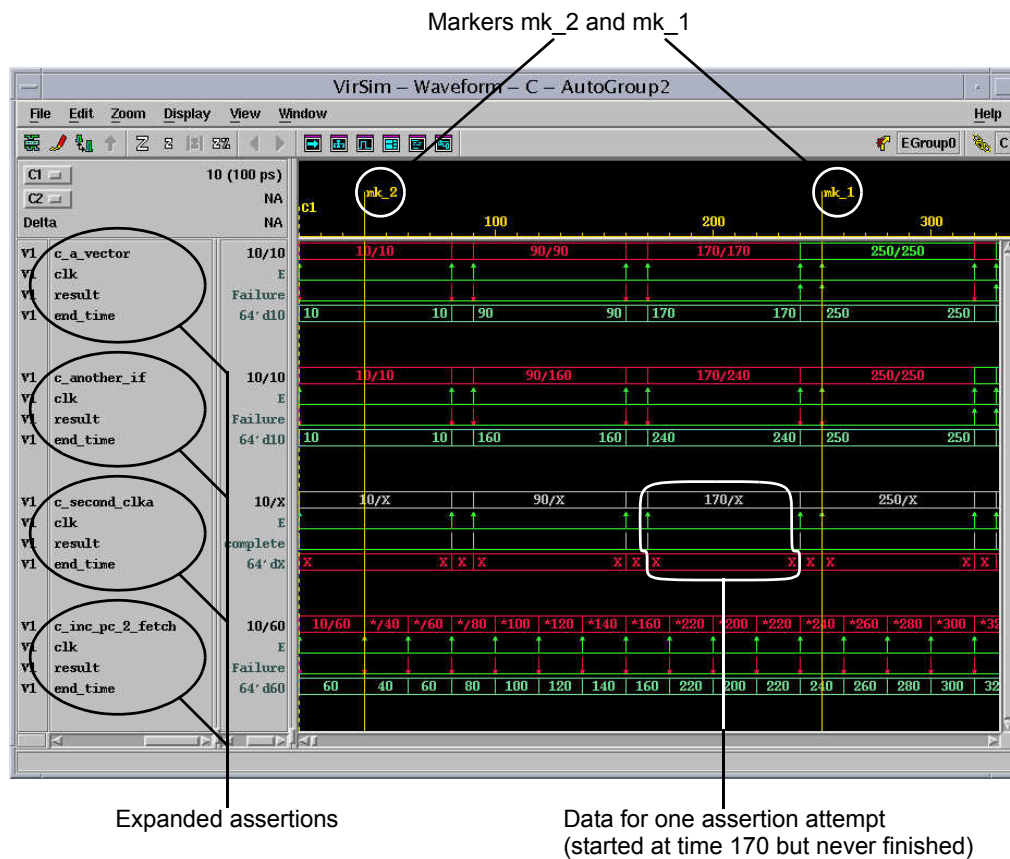 Markers mk_2 and mk_1
VirSim – Waveform – C – AutoGroup2
File Edit Zoom Display View Window Help
EGroup0 C
C1 10 (100 ps)
C2 NA
Delta NA
C1 mk_2 mk_1
100 200 300
V1 c_a_vector 10/10 10/10 90/90 170/170 250/250
V1 clk E
V1 result Failure
V1 end_time 64'd10 10 10 90 90 170 170 250 250
V1 c_another_if 10/10 10/10 90/160 170/240 250/250
V1 clk E
V1 result Failure
V1 end_time 64'd10 10 10 160 160 240 240 250 250
V1 c_second_clka 10/X 10/X 90/X 170/X 250/X
V1 clk E
V1 result complete
V1 end_time 64'dX X X X X X X X X X X X X
V1 c_inc_pc_2_fetch 10/60 10/60 */40 */60 */80 *100 *120 *140 *160 *220 *200 *220 *240 *260 *280 *300 *32
V1 clk E
V1 result Failure
V1 end_time 64'd60 60 40 60 80 100 120 140 160 220 200 220 240 260 280 300 32
Expanded assertions
Data for one assertion attempt
(started at time 170 but never finished)